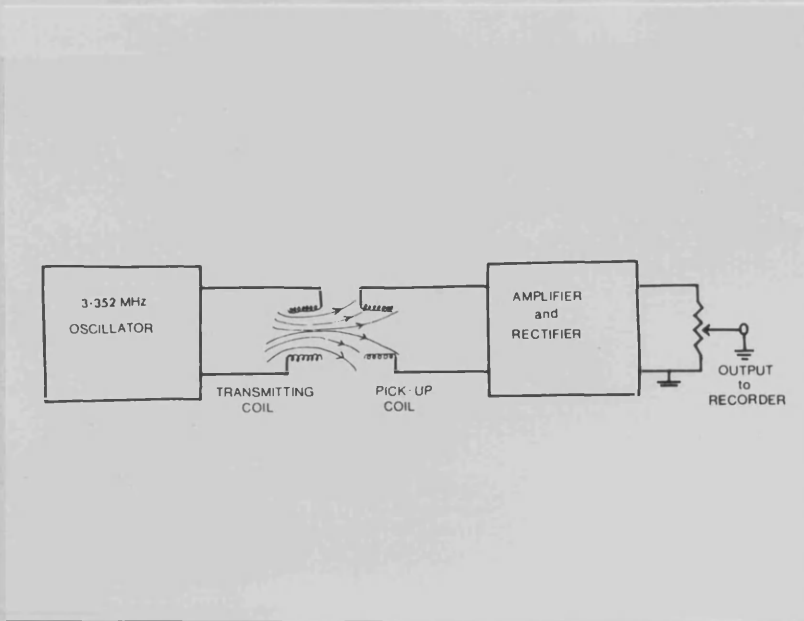 3·352 MHz
OSCILLATOR
TRANSMITTING
COIL
PICK-UP
COIL
AMPLIFIER
and
RECTIFIER
OUTPUT
to
RECORDER